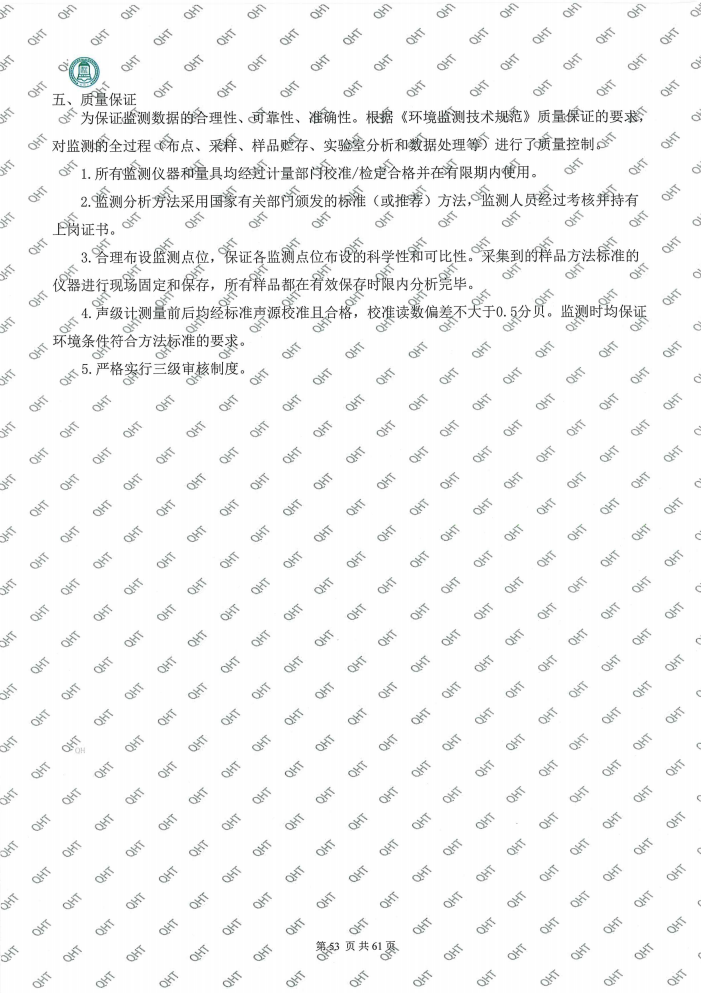 五、质量保证
为保证监测数据的合理性、可靠性、准确性。根据《环境监测技术规范》质量保证的要求，
对监测的全过程（布点、采样、样品贮存、实验室分析和数据处理等）进行了质量控制。
1.所有监测仪器和量具均经过计量部门校准/检定合格并在有限期内使用。
2.监测分析方法采用国家有关部门颁发的标准（或推荐）方法，监测人员经过考核并持有
上岗证书。
3.合理布设监测点位，保证各监测点位布设的科学性和可比性。采集到的样品方法标准的
仪器进行现场固定和保存，所有样品都在有效保存时限内分析完毕。
4.声级计测量前后均经标准声源校准且合格，校准读数偏差不大于0.5分贝。监测时均保证
环境条件符合方法标准的要求。
5.严格实行三级审核制度。
QHT
第 53 页 共 61 页